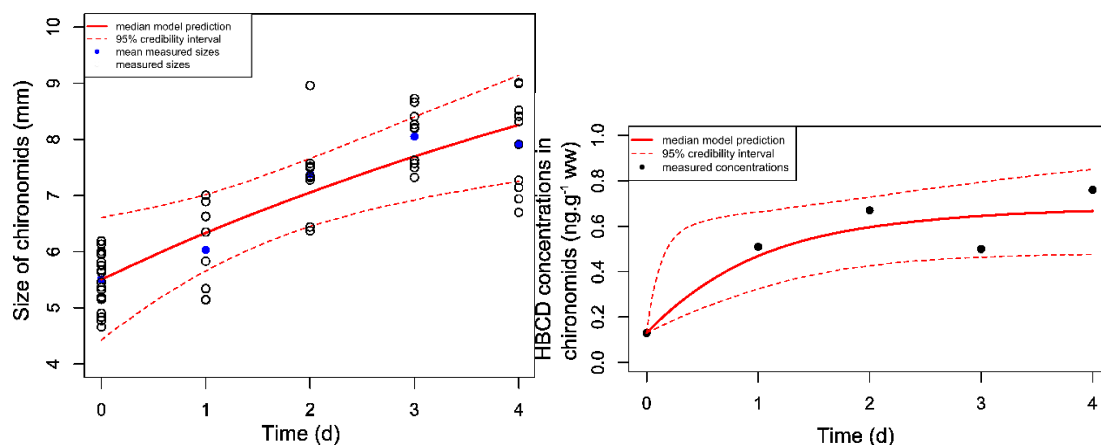 median model prediction
95% credibility interval
mean measured sizes
measured sizes
Size of chironomids (mm)
10
9
8
7
6
5
4
0 1 2 3 4
Time (d)
median model prediction
95% credibility interval
measured concentrations
HBCD concentrations in
chironomids (ng.g⁻¹ ww)
1.0
0.8
0.6
0.4
0.2
0.0
0 1 2 3 4
Time (d)